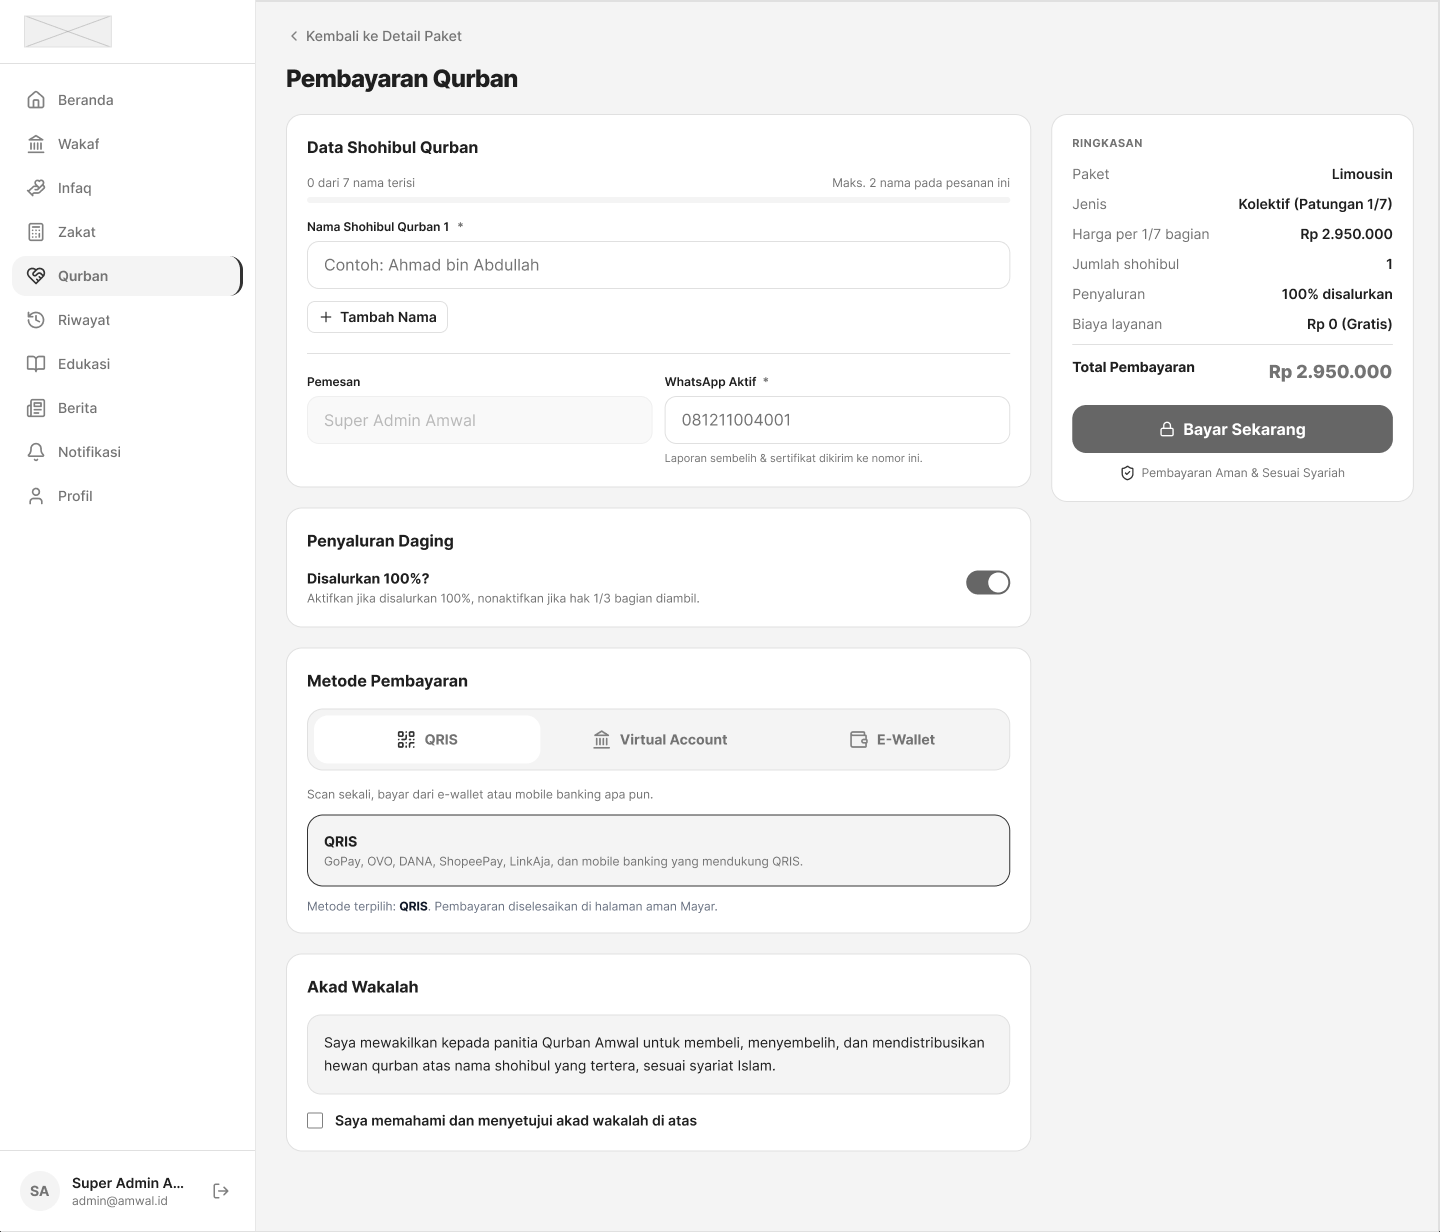 Beranda
Wakaf
Infaq
Zakat
Qurban
Riwayat
Edukasi
Berita
Notifikasi
Profil
SA
Super Admin A...
admin@amwal.id
Kembali ke Detail Paket
Pembayaran Qurban
Data Shohibul Qurban
0 dari 7 nama terisi
Maks. 2 nama pada pesanan ini
Nama Shohibul Qurban 1 *
Contoh: Ahmad bin Abdullah
Tambah Nama
Pemesan
Super Admin Amwal
WhatsApp Aktif *
081211004001
Laporan sembelih & sertifikat dikirim ke nomor ini.
Penyaluran Daging
Disalurkan 100%?
Aktifkan jika disalurkan 100%, nonaktifkan jika hak 1/3 bagian diambil.
Metode Pembayaran
QRIS
Virtual Account
E-Wallet
Scan sekali, bayar dari e-wallet atau mobile banking apa pun.
QRIS
GoPay, OVO, DANA, ShopeePay, LinkAja, dan mobile banking yang mendukung QRIS.
Metode terpilih: QRIS. Pembayaran diselesaikan di halaman aman Mayar.
Akad Wakalah
Saya mewakilkan kepada panitia Qurban Amwal untuk membeli, menyembelih, dan mendistribusikan
hewan qurban atas nama shohibul yang tertera, sesuai syariat Islam.
Saya memahami dan menyetujui akad wakalah di atas
RINGKASAN
Paket Limousin
Jenis Kolektif (Patungan 1/7)
Harga per 1/7 bagian Rp 2.950.000
Jumlah shohibul 1
Penyaluran 100% disalurkan
Biaya layanan Rp 0 (Gratis)
Total Pembayaran Rp 2.950.000
Bayar Sekarang
Pembayaran Aman & Sesuai Syariah